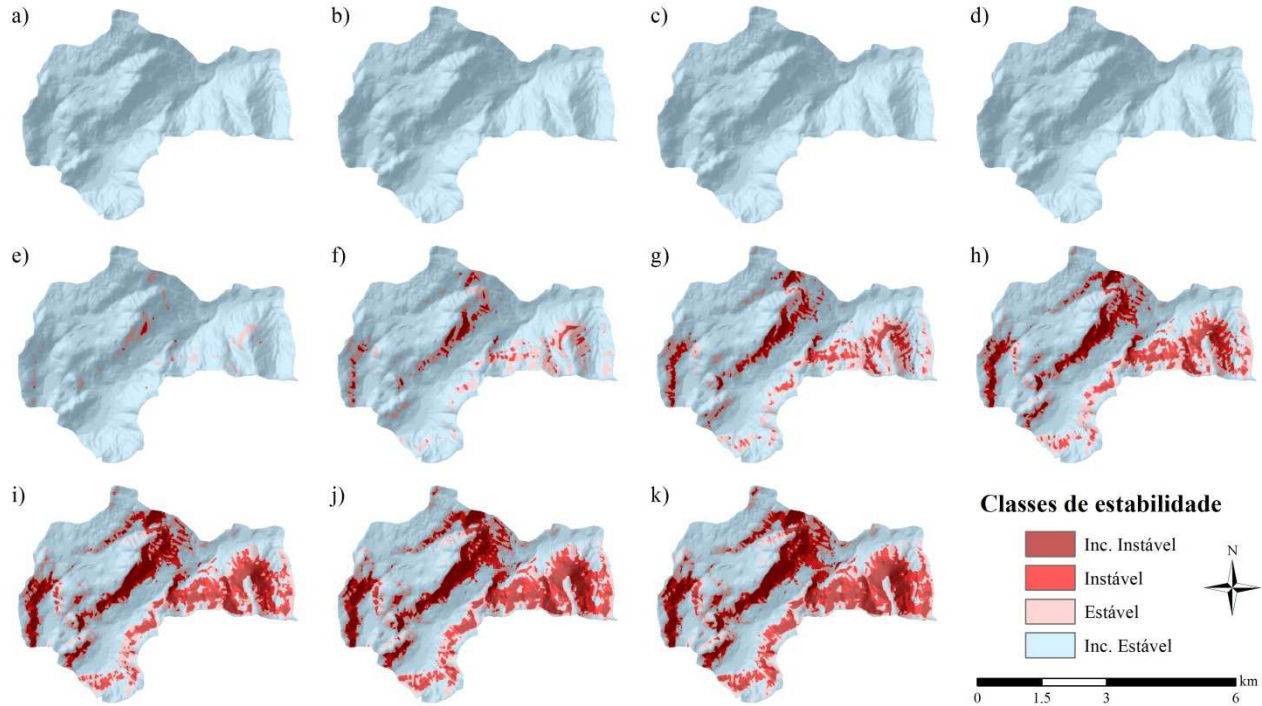 a)
b)
c)
d)
e)
f)
g)
h)
i)
j)
k)
Classes de estabilidade
Inc. Instável
Instável
Estável
Inc. Estável
N
km
0 1.5 3 6